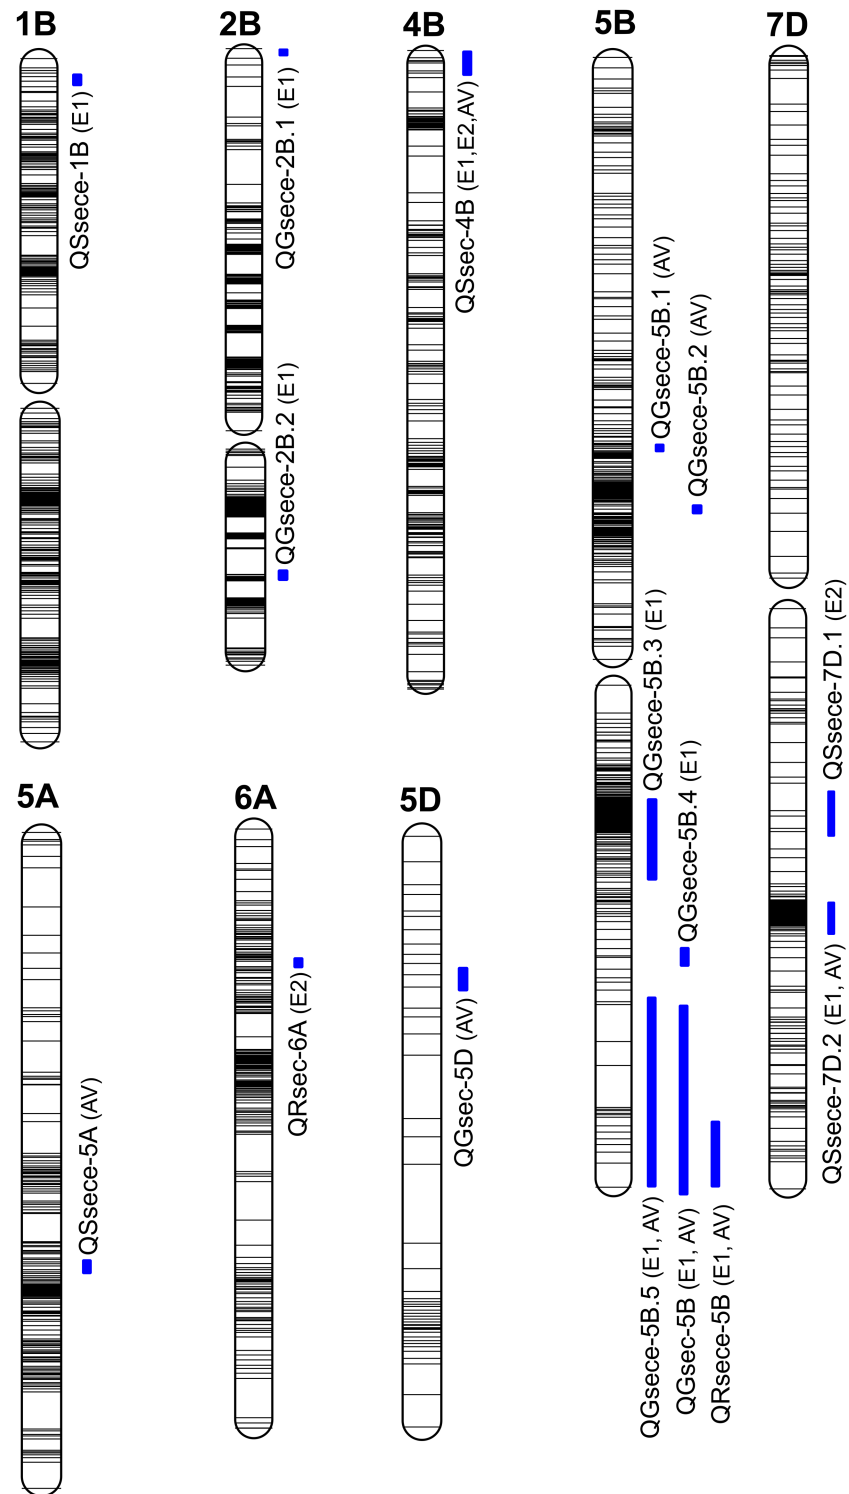 1B
QSsece-1B (E1)
2B
QGsece-2B.1 (E1)
QGsece-2B.2 (E1)
4B
QSsec-4B (E1,E2,AV)
5B
QGsece-5B.1 (AV)
QGsece-5B.2 (AV)
QGsece-5B.3 (E1)
QGsece-5B.4 (E1)
QGsece-5B.5 (E1, AV)
QGsec-5B (E1, AV)
QRsece-5B (E1, AV)
7D
QSsece-7D.1 (E2)
QSsece-7D.2 (E1, AV)
5A
QSsece-5A (AV)
6A
QRsec-6A (E2)
5D
QGsec-5D (AV)